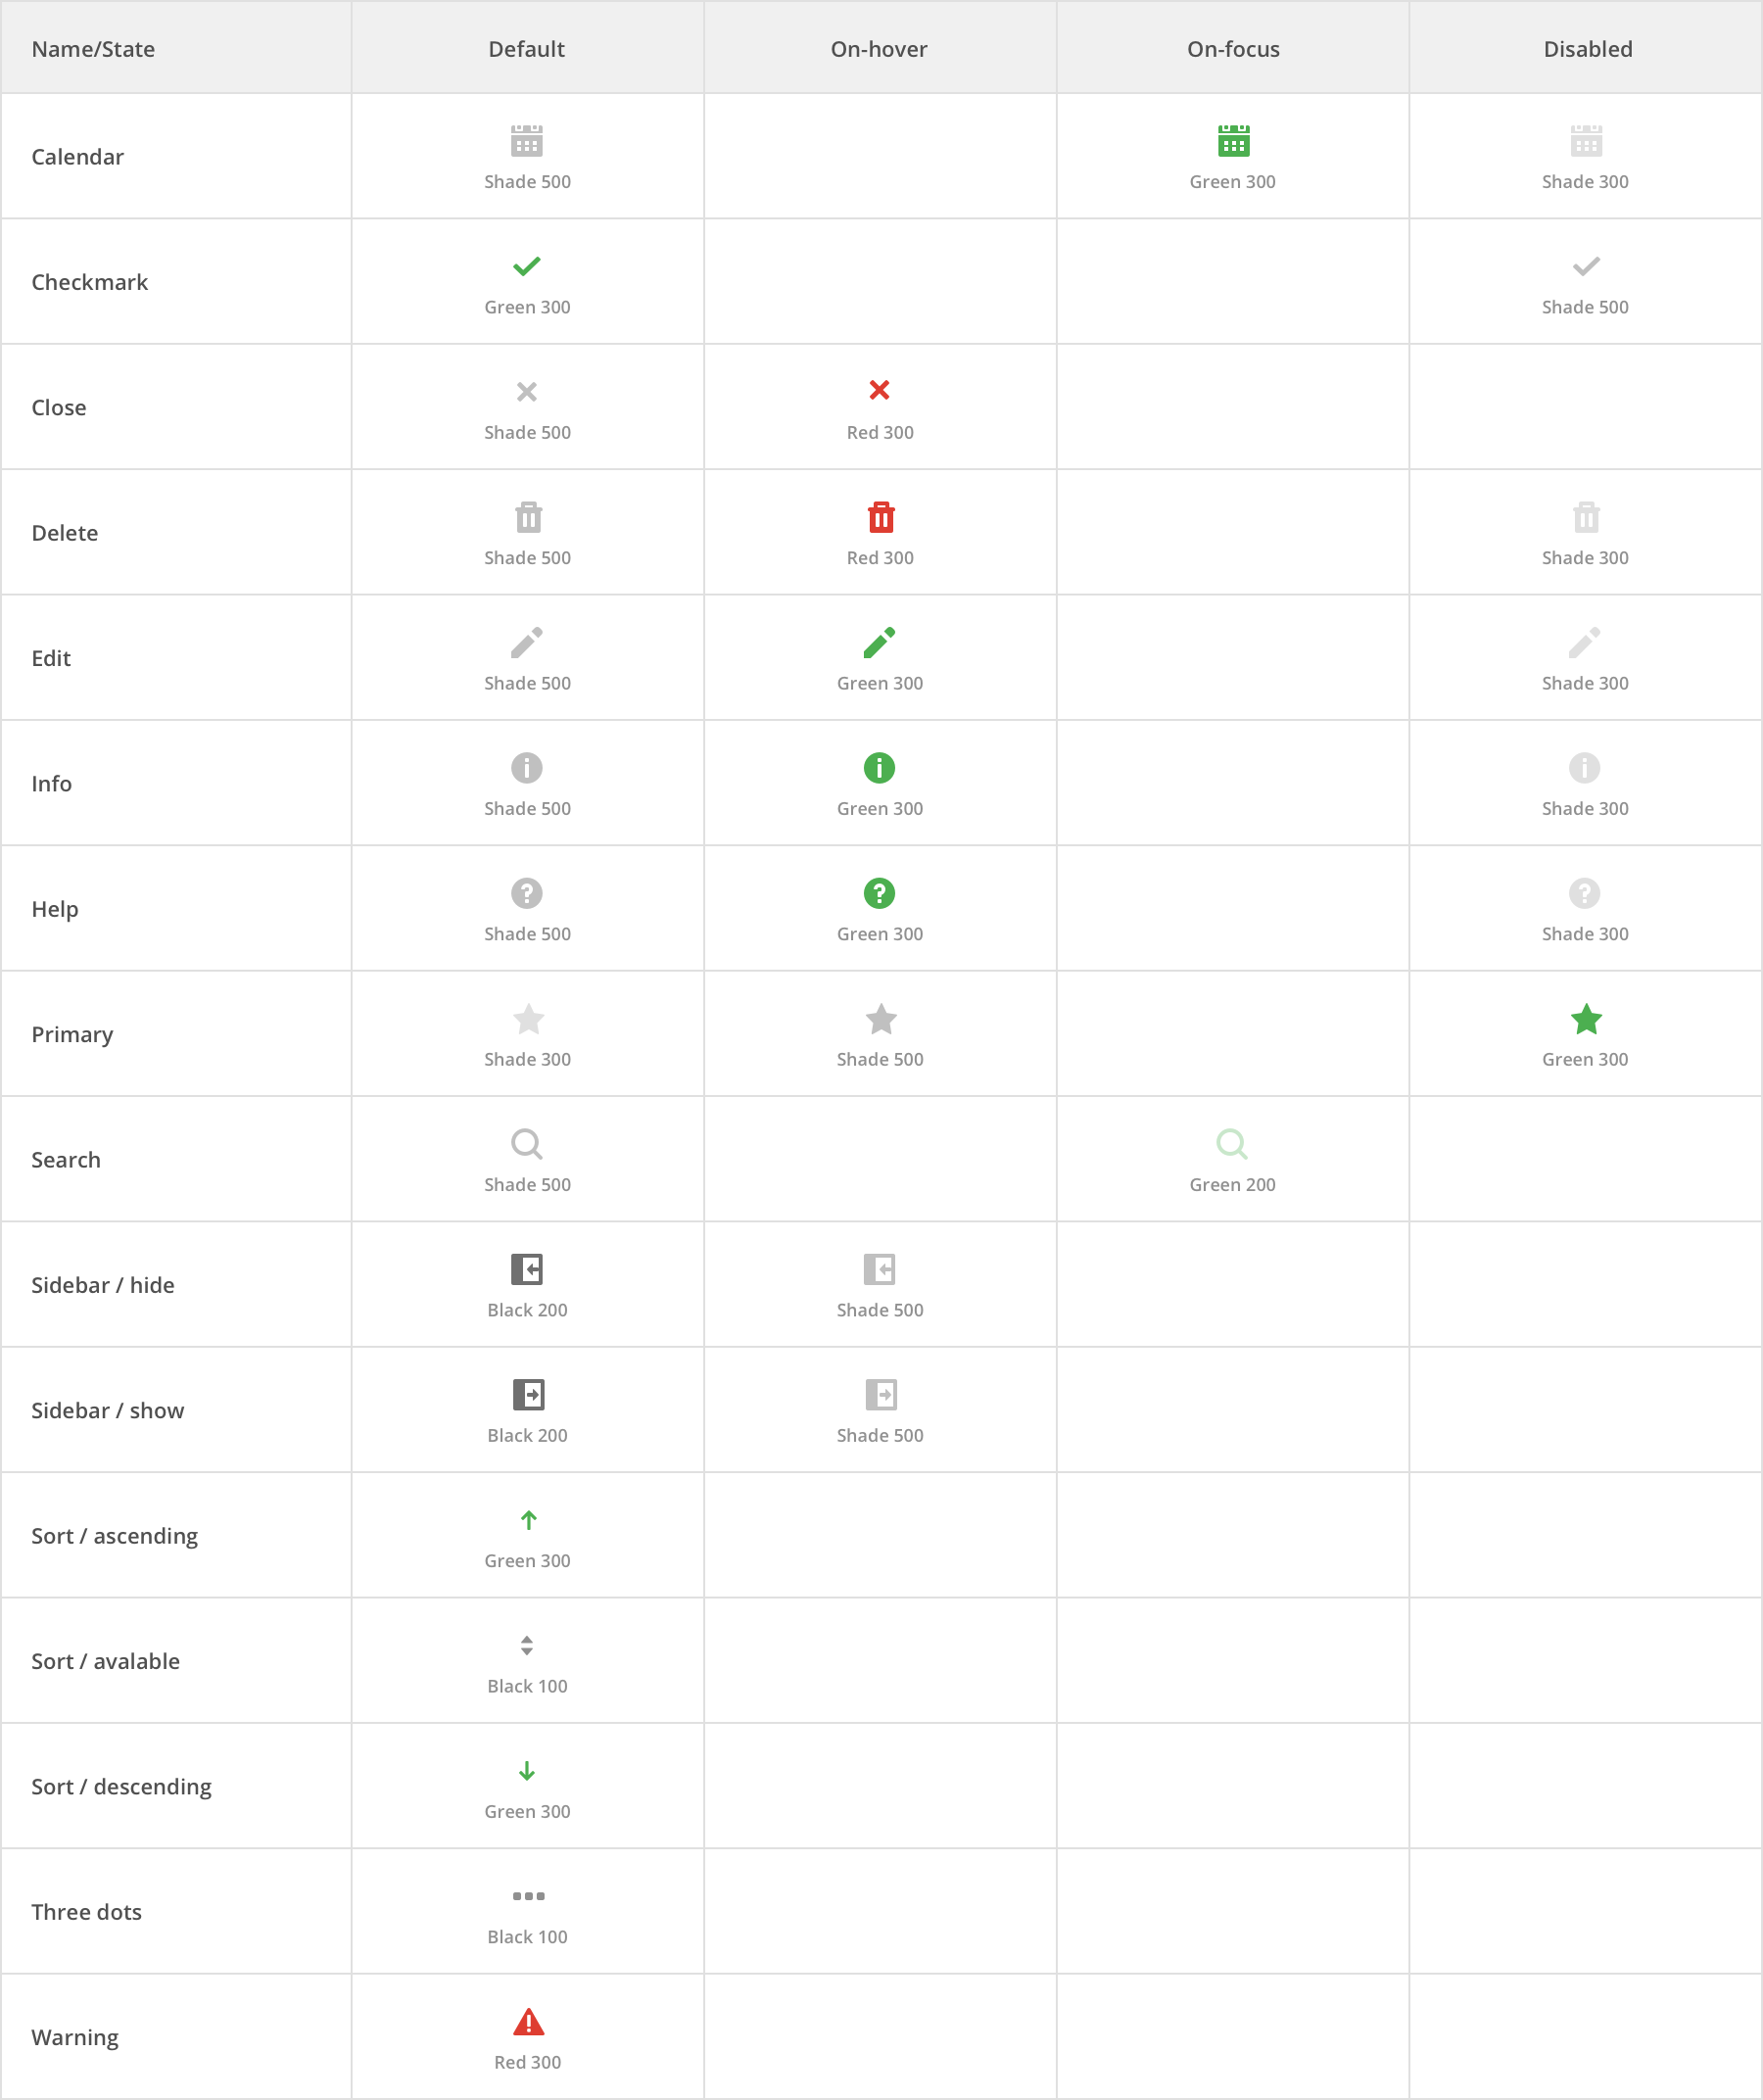 Name/State Default On-hover On-focus Disabled
Calendar
Shade 500 Green 300 Shade 300
Checkmark
Green 300 Shade 500
Close
Shade 500 Red 300
Delete
Shade 500 Red 300 Shade 300
Edit
Shade 500 Green 300 Shade 300
Info
Shade 500 Green 300 Shade 300
Help
Shade 500 Green 300 Shade 300
Primary
Shade 300 Shade 500 Green 300
Search
Shade 500 Green 200
Sidebar / hide
Black 200 Shade 500
Sidebar / show
Black 200 Shade 500
Sort / ascending
Green 300
Sort / avalable
Black 100
Sort / descending
Green 300
Three dots
Black 100
Warning
Red 300